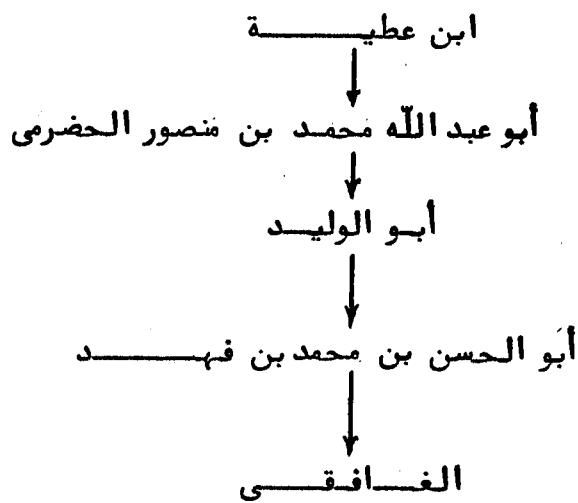 ابن عطية
أبو عبد الله محمد بن منصور الحضرمى
أبو الوليد
أبو الحسن بن محمد بن فهد
الغافقى